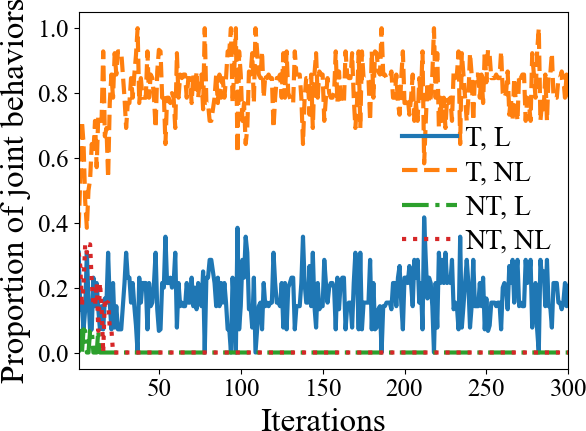 Proportion of joint behaviors
1.0
0.8
0.6
0.4
0.2
0.0
T, L
T, NL
NT, L
NT, NL
50
100
150
200
250
300
Iterations